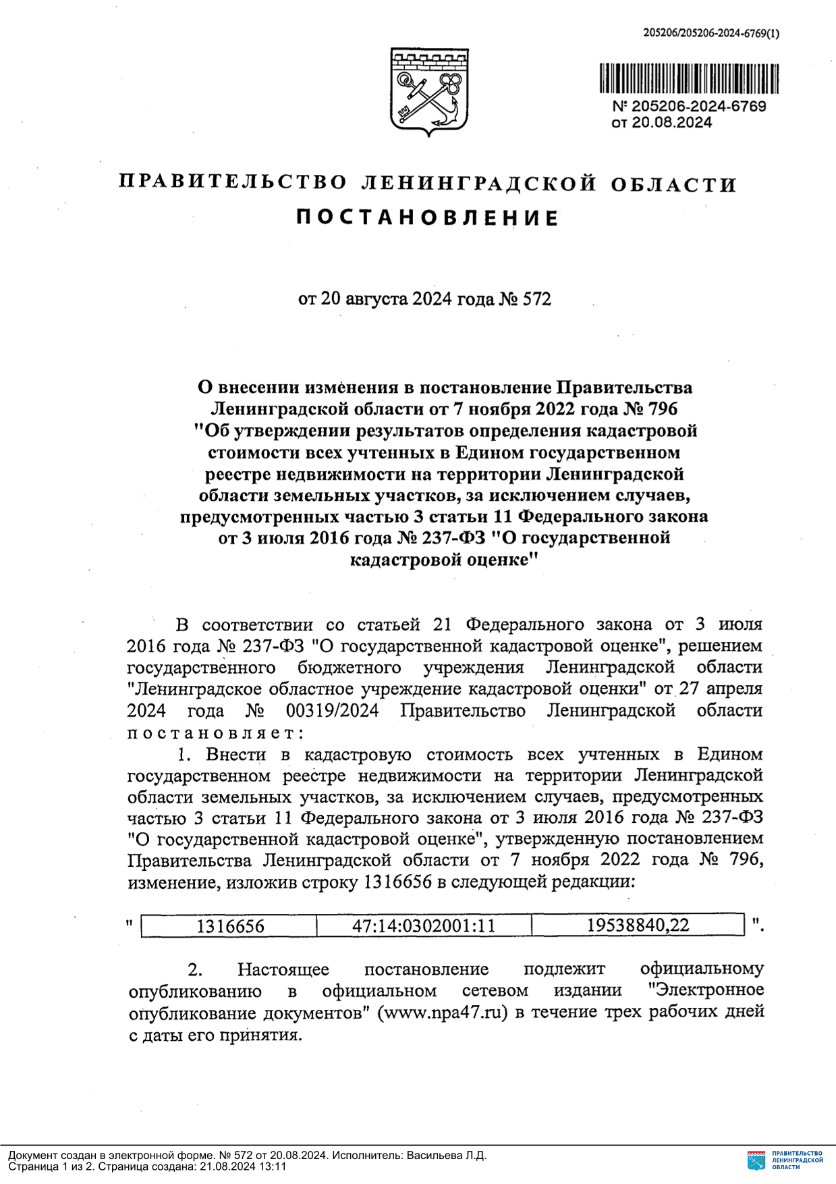 205206/205206-2024-6769(1)
№ 205206-2024-6769
от 20.08.2024
ПРАВИТЕЛЬСТВО ЛЕНИНГРАДСКОЙ ОБЛАСТИ
ПОСТАНОВЛЕНИЕ
от 20 августа 2024 года № 572
О внесении изменения в постановление Правительства
Ленинградской области от 7 ноября 2022 года № 796
"Об утверждении результатов определения кадастровой
стоимости всех учтенных в Едином государственном
реестре недвижимости на территории Ленинградской
области земельных участков, за исключением случаев,
предусмотренных частью 3 статьи 11 Федерального закона
от 3 июля 2016 года № 237-ФЗ "О государственной
кадастровой оценке"
В соответствии со статьей 21 Федерального закона от 3 июля
2016 года № 237-ФЗ "О государственной кадастровой оценке", решением
государственного бюджетного учреждения Ленинградской области
"Ленинградское областное учреждение кадастровой оценки" от 27 апреля
2024 года № 00319/2024 Правительство Ленинградской области
постановляет:
1. Внести в кадастровую стоимость всех учтенных в Едином
государственном реестре недвижимости на территории Ленинградской
области земельных участков, за исключением случаев, предусмотренных
частью 3 статьи 11 Федерального закона от 3 июля 2016 года № 237-ФЗ
"О государственной кадастровой оценке", утвержденную постановлением
Правительства Ленинградской области от 7 ноября 2022 года № 796,
изменение, изложив строку 1316656 в следующей редакции:
" 1316656 47:14:0302001:11 19538840,22 ".
2. Настоящее постановление подлежит официальному
опубликованию в официальном сетевом издании "Электронное
опубликование документов" (www.npa47.ru) в течение трех рабочих дней
с даты его принятия.
Документ создан в электронной форме. № 572 от 20.08.2024. Исполнитель: Васильева Л.Д.
Страница 1 из 2. Страница создана: 21.08.2024 13:11
ПРАВИТЕЛЬСТВО
ЛЕНИНГРАДСКОЙ
ОБЛАСТИ